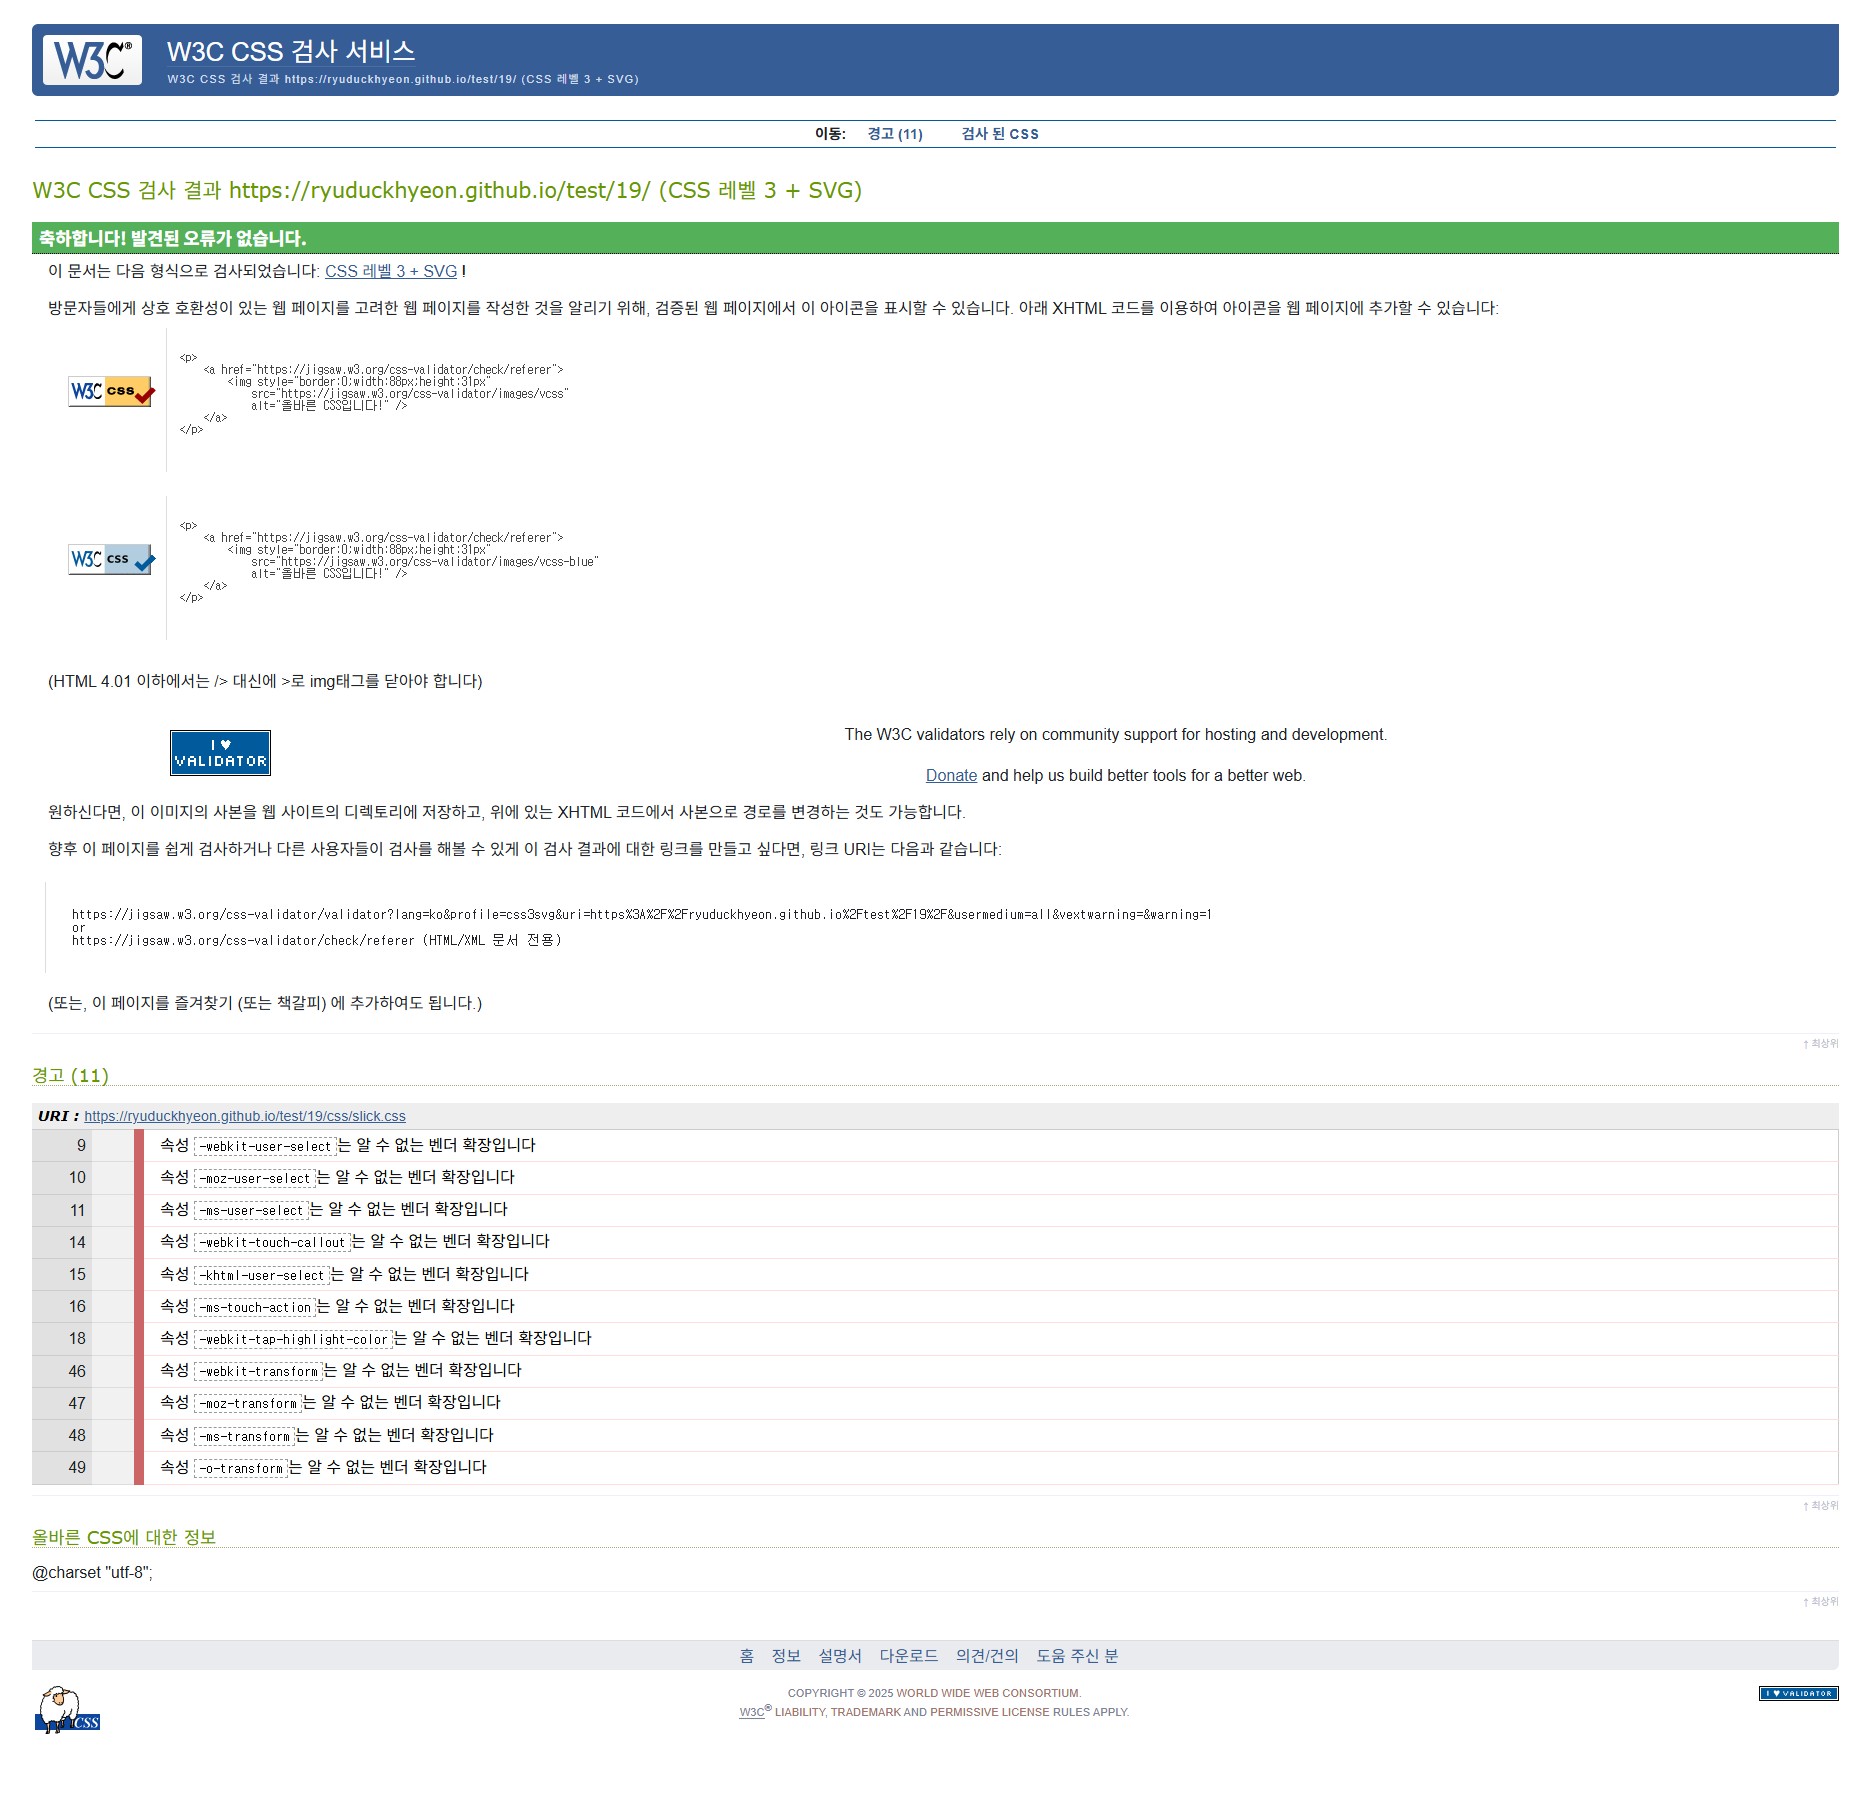 W3C®
W3C CSS 검사 서비스
W3C CSS 검사 결과 https://ryuduckhyeon.github.io/test/19/ (CSS 레벨 3 + SVG)
이동: 경고 (11) 검사 된 CSS
W3C CSS 검사 결과 https://ryuduckhyeon.github.io/test/19/ (CSS 레벨 3 + SVG)
축하합니다! 발견된 오류가 없습니다.
이 문서는 다음 형식으로 검사되었습니다: CSS 레벨 3 + SVG !
방문자들에게 상호 호환성이 있는 웹 페이지를 고려한 웹 페이지를 작성한 것을 알리기 위해, 검증된 웹 페이지에서 이 아이콘을 표시할 수 있습니다. 아래 XHTML 코드를 이용하여 아이콘을 웹 페이지에 추가할 수 있습니다:
W3C css
<p>
<a href="https://jigsaw.w3.org/css-validator/check/referer">
<img style="border:0;width:88px;height:31px"
src="https://jigsaw.w3.org/css-validator/images/vcss"
alt="올바른 CSS입니다!" />
</a>
</p>
W3C css
<p>
<a href="https://jigsaw.w3.org/css-validator/check/referer">
<img style="border:0;width:88px;height:31px"
src="https://jigsaw.w3.org/css-validator/images/vcss-blue"
alt="올바른 CSS입니다!" />
</a>
</p>
(HTML 4.01 이하에서는 /> 대신에 >로 img태그를 닫아야 합니다)
I ♥
VALIDATOR
The W3C validators rely on community support for hosting and development.
Donate and help us build better tools for a better web.
원하신다면, 이 이미지의 사본을 웹 사이트의 디렉토리에 저장하고, 위에 있는 XHTML 코드에서 사본으로 경로를 변경하는 것도 가능합니다.
향후 이 페이지를 쉽게 검사하거나 다른 사용자들이 검사를 해볼 수 있게 이 검사 결과에 대한 링크를 만들고 싶다면, 링크 URI는 다음과 같습니다:
https://jigsaw.w3.org/css-validator/validator?lang=ko&profile=css3svg&uri=https%3A%2F%2Fryuduckhyeon.github.io%2Ftest%2F19%2F&usermedium=all&vextwarning=&warning=1
or
https://jigsaw.w3.org/css-validator/check/referer (HTML/XML 문서 전용)
(또는, 이 페이지를 즐겨찾기 (또는 책갈피) 에 추가하여도 됩니다.)
↑ 최상위
경고 (11)
URI : https://ryuduckhyeon.github.io/test/19/css/slick.css
9 속성 -webkit-user-select는 알 수 없는 벤더 확장입니다
10 속성 -moz-user-select는 알 수 없는 벤더 확장입니다
11 속성 -ms-user-select는 알 수 없는 벤더 확장입니다
14 속성 -webkit-touch-callout는 알 수 없는 벤더 확장입니다
15 속성 -khtml-user-select는 알 수 없는 벤더 확장입니다
16 속성 -ms-touch-action는 알 수 없는 벤더 확장입니다
18 속성 -webkit-tap-highlight-color는 알 수 없는 벤더 확장입니다
46 속성 -webkit-transform는 알 수 없는 벤더 확장입니다
47 속성 -moz-transform는 알 수 없는 벤더 확장입니다
48 속성 -ms-transform는 알 수 없는 벤더 확장입니다
49 속성 -o-transform는 알 수 없는 벤더 확장입니다
↑ 최상위
올바른 CSS에 대한 정보
@charset "utf-8";
↑ 최상위
홈 정보 설명서 다운로드 의견/건의 도움 주신 분
CSS
COPYRIGHT © 2025 WORLD WIDE WEB CONSORTIUM.
W3C® LIABILITY, TRADEMARK AND PERMISSIVE LICENSE RULES APPLY.
I ♥ VALIDATOR